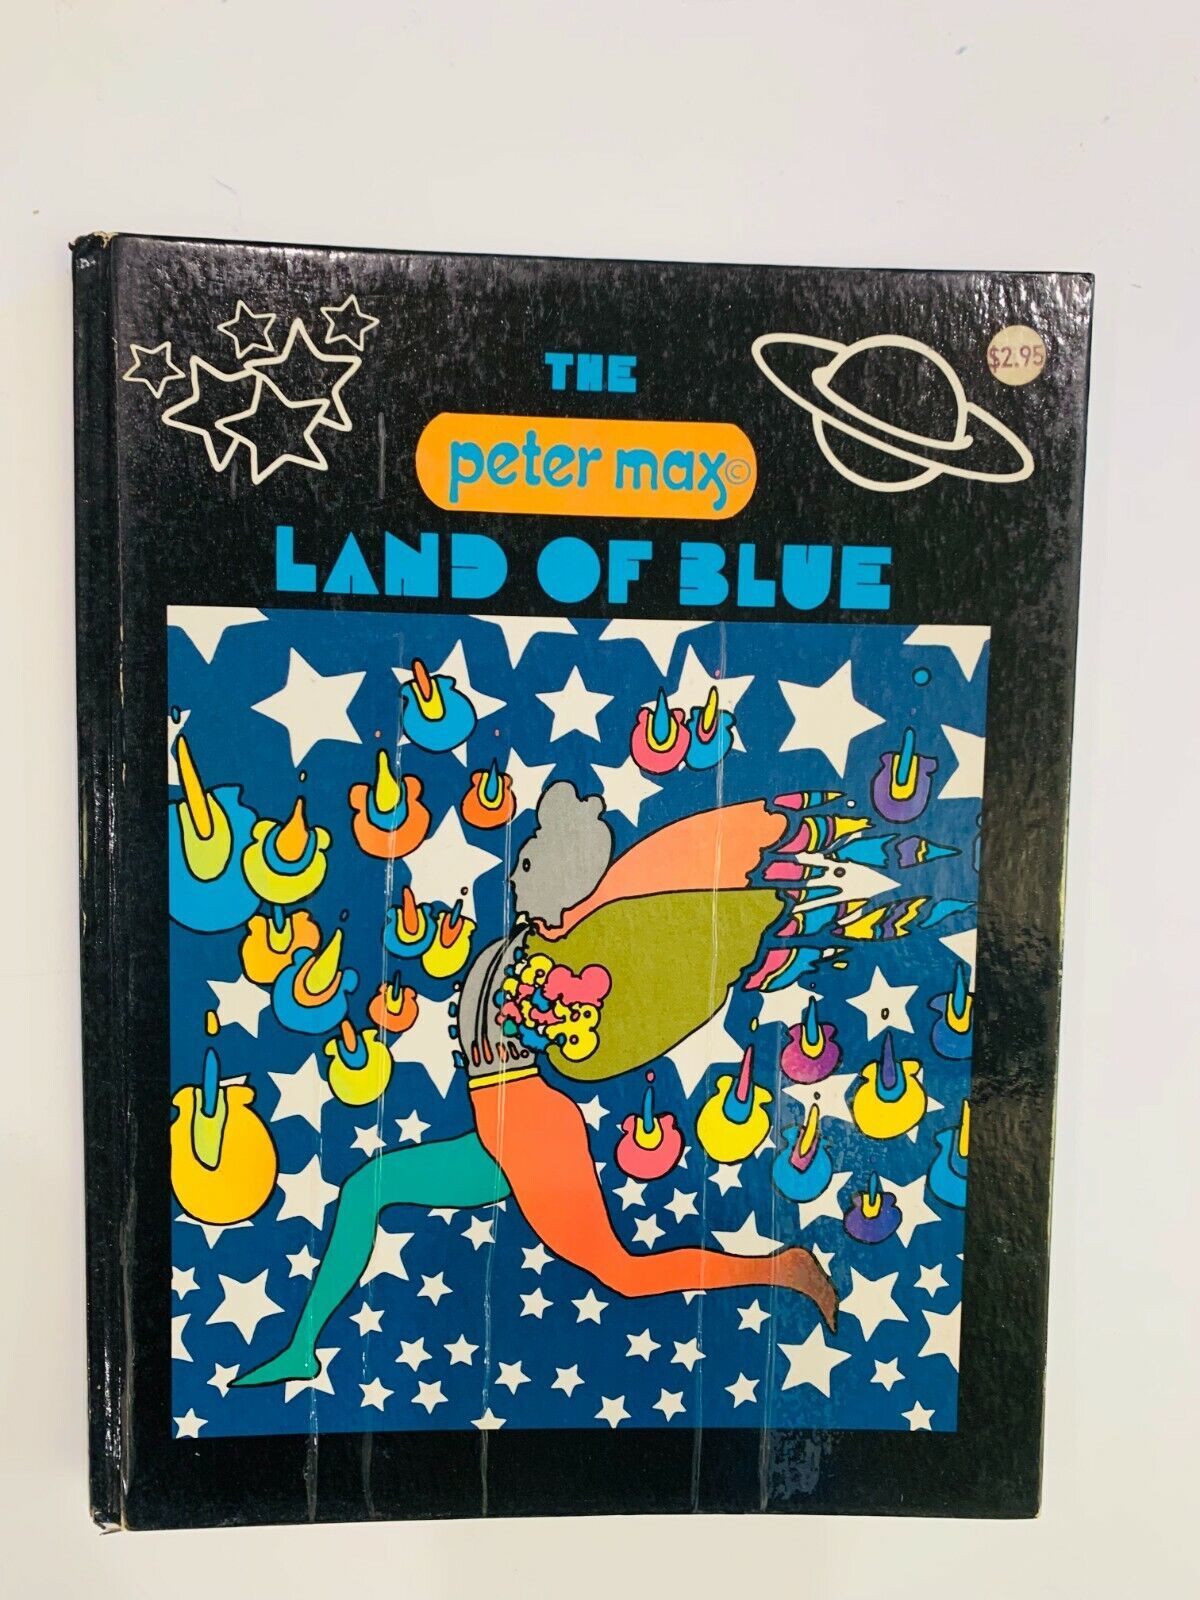 THE
$2.95
peter max©
LAND OF BLUE